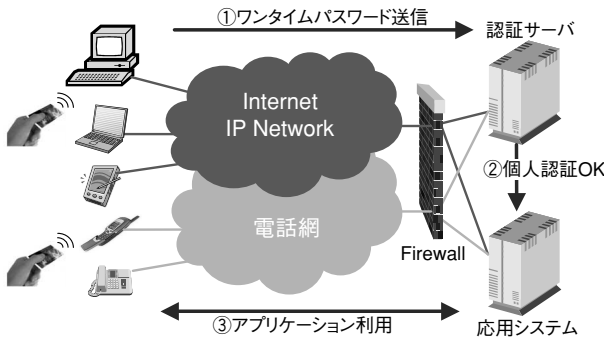 ①ワンタイムパスワード送信
認証サーバ
Internet
IP Network
②個人認証OK
電話網
Firewall
③アプリケーション利用
応用システム